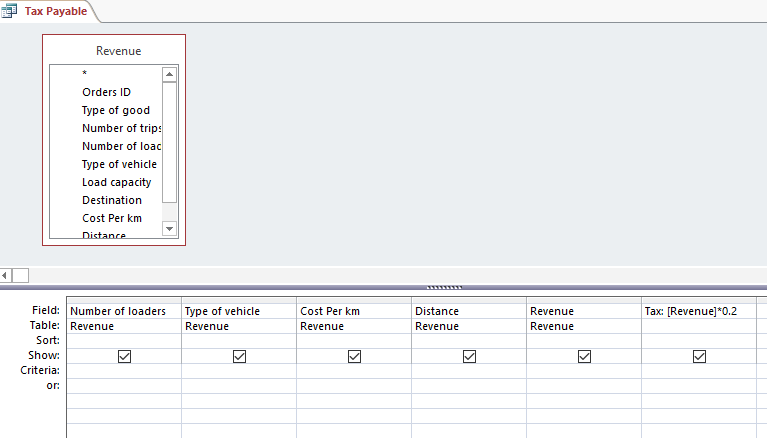 Tax Payable
Revenue
*
Orders ID
Type of good
Number of trips
Number of loac
Type of vehicle
Load capacity
Destination
Cost Per km
Distance
Field: Number of loaders Type of vehicle Cost Per km Distance Revenue Tax: [Revenue]*0.2
Table: Revenue Revenue Revenue Revenue Revenue
Sort:
Show:
Criteria:
or: